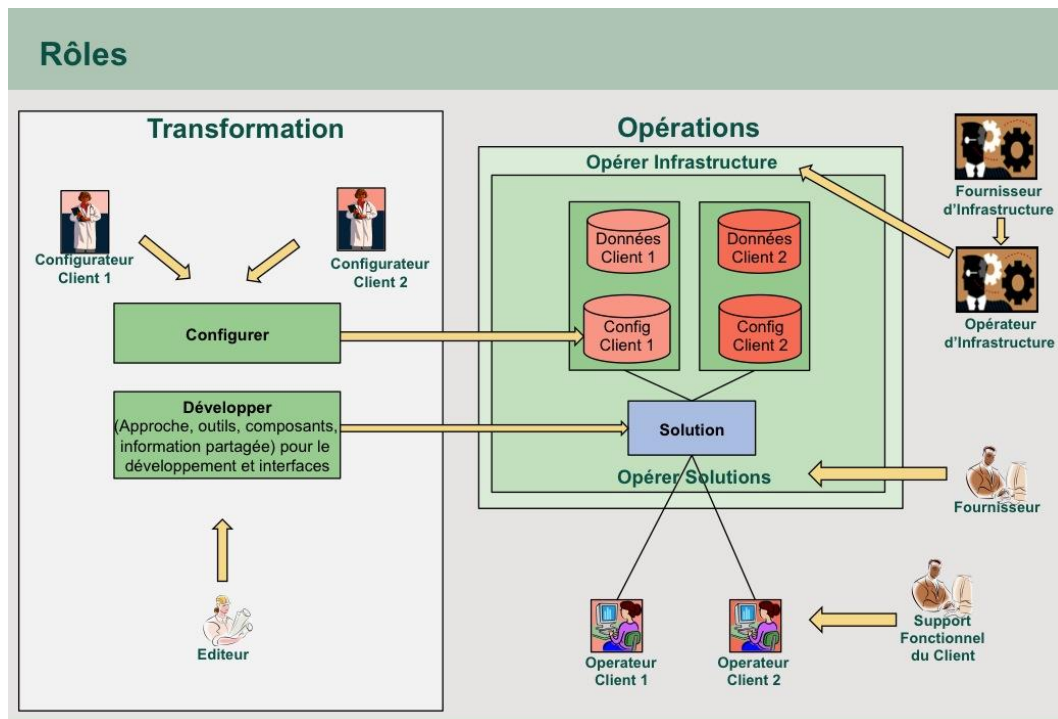 Rôles
Transformation
Configurateur
Client 1
Configurateur
Client 2
Configurer
Développer
(Approche, outils, composants,
information partagée) pour le
développement et interfaces
Editeur
Opérations
Opérer Infrastructure
Données
Client 1
Données
Client 2
Config
Client 1
Config
Client 2
Solution
Opérer Solutions
Operateur
Client 1
Operateur
Client 2
Fournisseur
d'Infrastructure
Opérateur
d'Infrastructure
Fournisseur
Support
Fonctionnel
du Client